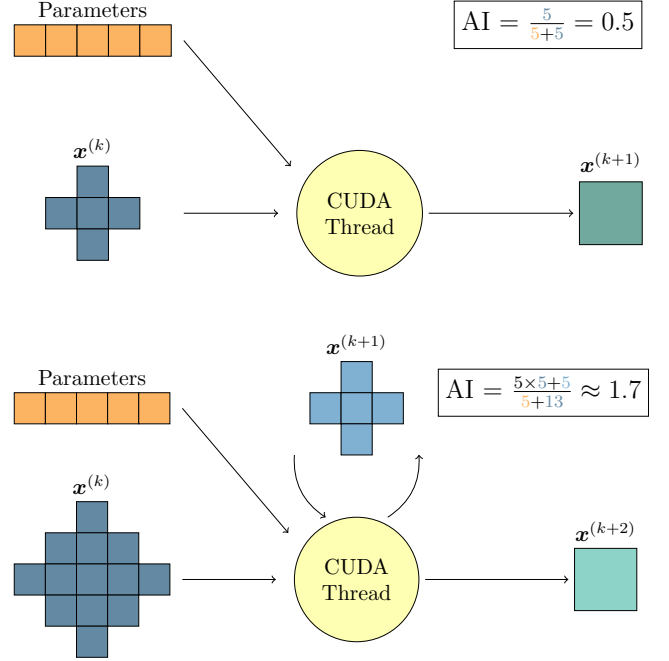 Parameters
AI = 5/(5+5) = 0.5
x^(k)
CUDA
Thread
x^(k+1)
x^(k+1)
Parameters
AI = (5×5+5)/(5+13) ≈ 1.7
x^(k)
CUDA
Thread
x^(k+2)